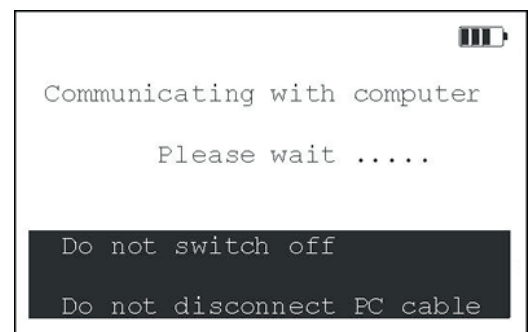 Communicating with computer
Please wait .....
Do not switch off
Do not disconnect PC cable